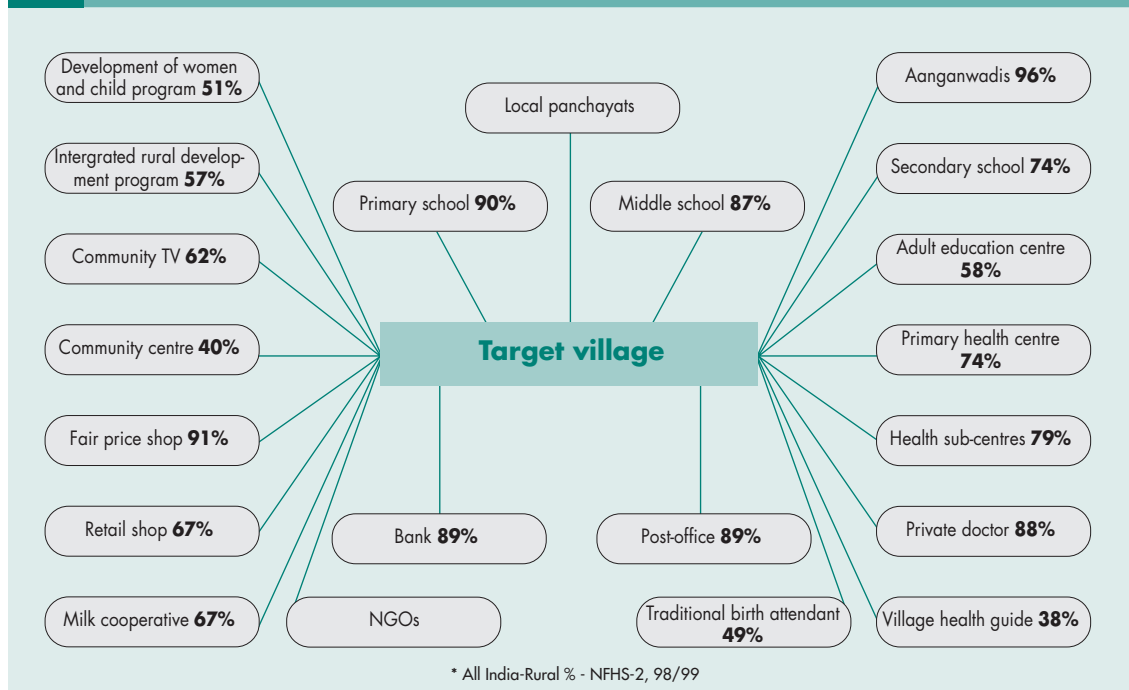 Development of women
and child program 51%
Intergrated rural develop-
ment program 57%
Community TV 62%
Community centre 40%
Fair price shop 91%
Retail shop 67%
Milk cooperative 67%
Local panchayats
Primary school 90%
Middle school 87%
Target village
Bank 89%
Post-office 89%
NGOs
Traditional birth attendant
49%
Aanganwadis 96%
Secondary school 74%
Adult education centre
58%
Primary health centre
74%
Health sub-centres 79%
Private doctor 88%
Village health guide 38%
* All India-Rural % - NFHS-2, 98/99